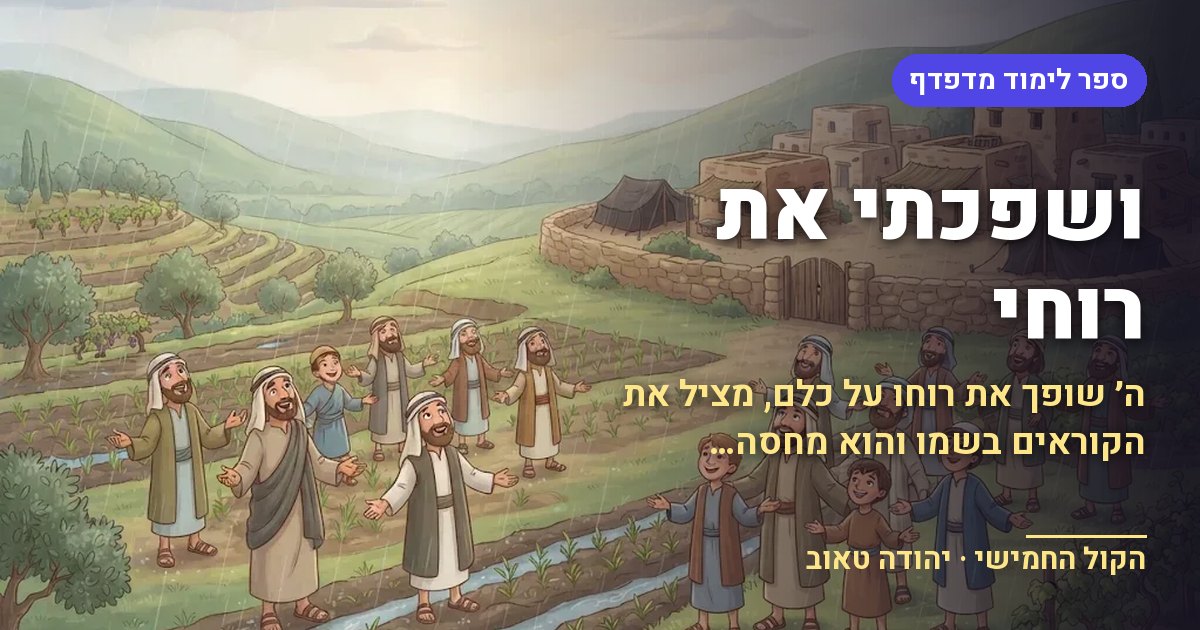 ספר לימוד מדפדף
ושפכתי את
רוחי
ה׳ שופך את רוחו על כלם, מציל את
הקוראים בשמו והוא מחסה...
הקול החמישי · יהודה טאוב